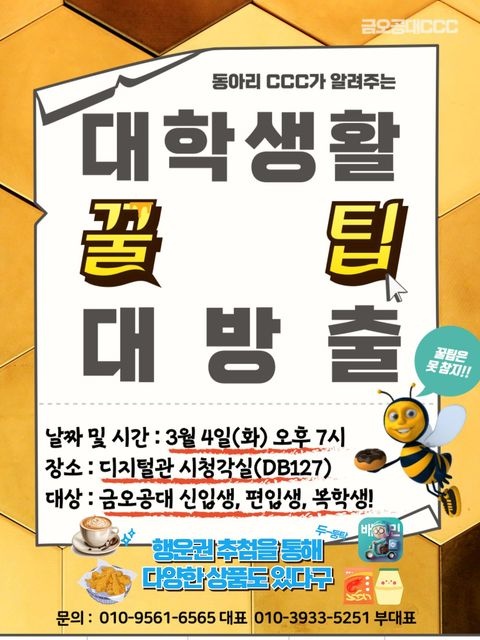 금오공대CCC
동아리 CCC가 알려주는
대학생활
꿀팁
대방출
꿀팁은
못 참지!!
날짜 및 시간 : 3월 4일(화) 오후 7시
장소 : 디지털관 시청각실(DB127)
대상 : 금오공대 신입생, 편입생, 복학생!
행운권 추첨을 통해
다양한 상품도 있다구
문의 : 010-9561-6565 대표 010-3933-5251 부대표